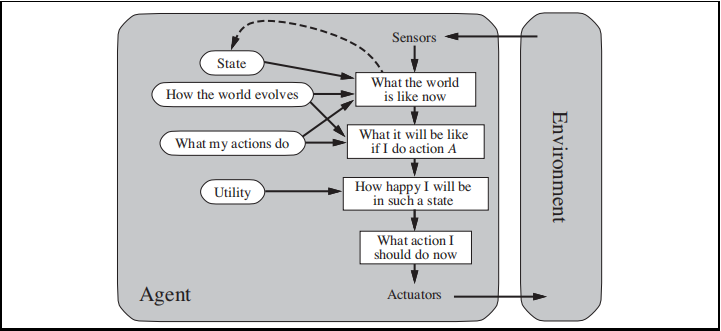 Sensors
State
What the world
is like now
How the world evolves
What it will be like
if I do action A
What my actions do
How happy I will be
in such a state
Utility
What action I
should do now
Agent
Actuators
Environment